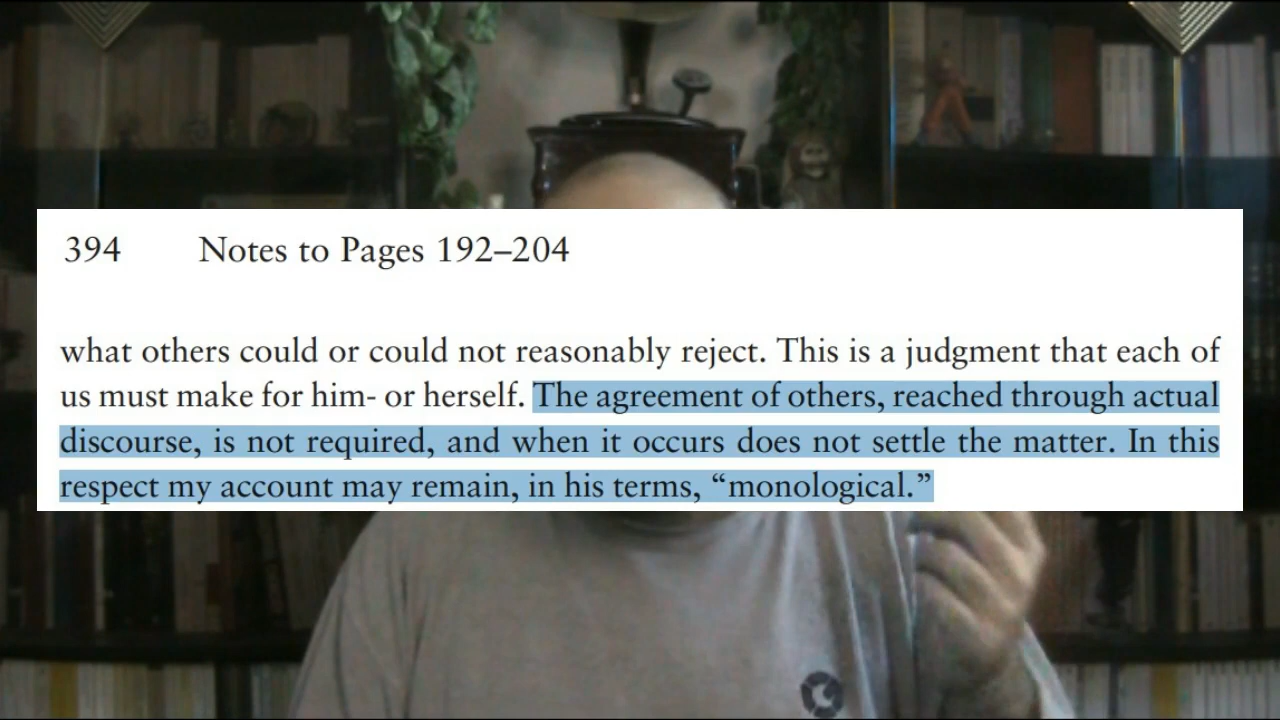 394 Notes to Pages 192–204
what others could or could not reasonably reject. This is a judgment that each of
us must make for him- or herself. The agreement of others, reached through actual
discourse, is not required, and when it occurs does not settle the matter. In this
respect my account may remain, in his terms, “monological.”